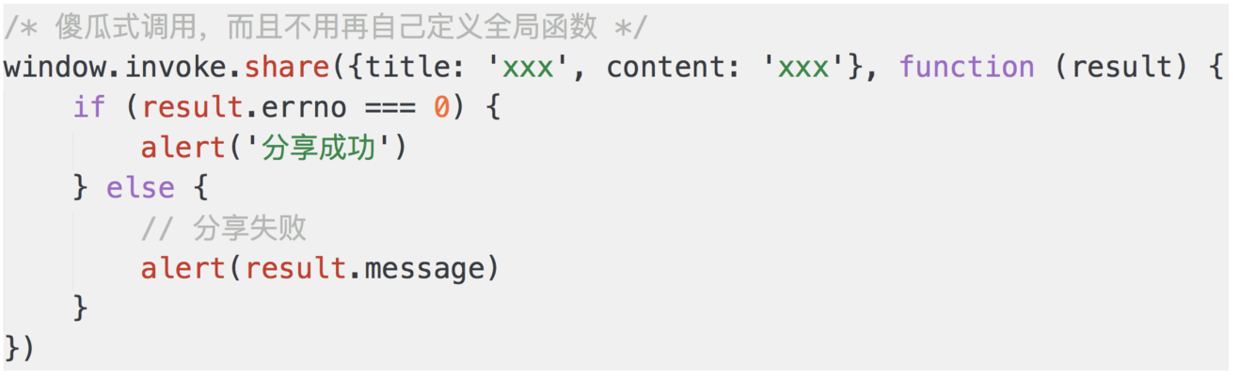 /* 傻瓜式调用，而且不用再自己定义全局函数 */
window.invoke.share({title: 'xxx', content: 'xxx'}, function (result) {
    if (result.errno === 0) {
        alert('分享成功')
    } else {
        // 分享失败
        alert(result.message)
    }
})